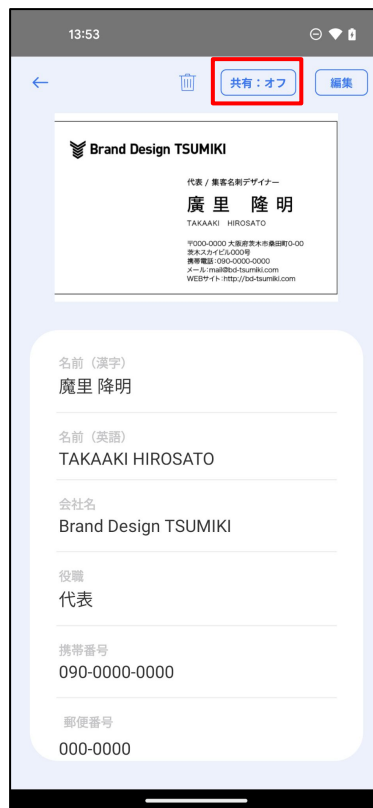 13:53
共有：オフ
編集
Brand Design TSUMIKI
代表 / 集客名刺デザイナー
廣里 隆明
TAKAAKI HIROSATO
〒000-0000 大阪府茨木市桑田町0-00
茨木スカイビル000号
携帯電話：090-0000-0000
メール：mail@bd-tsumiki.com
WEBサイト：http://bd-tsumiki.com
名前（漢字）
魔里 降明
名前（英語）
TAKAAKI HIROSATO
会社名
Brand Design TSUMIKI
役職
代表
携帯番号
090-0000-0000
郵便番号
000-0000